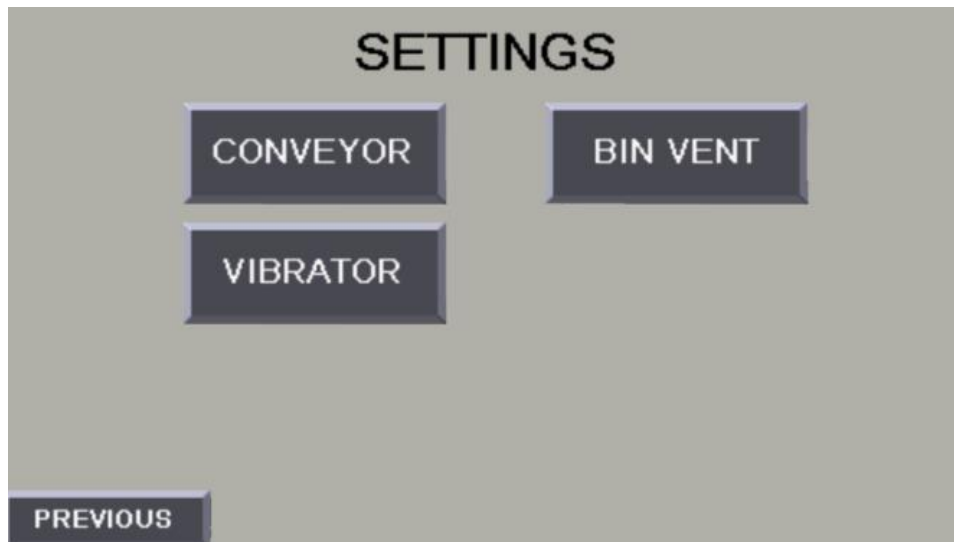 SETTINGS
CONVEYOR
BIN VENT
VIBRATOR
PREVIOUS